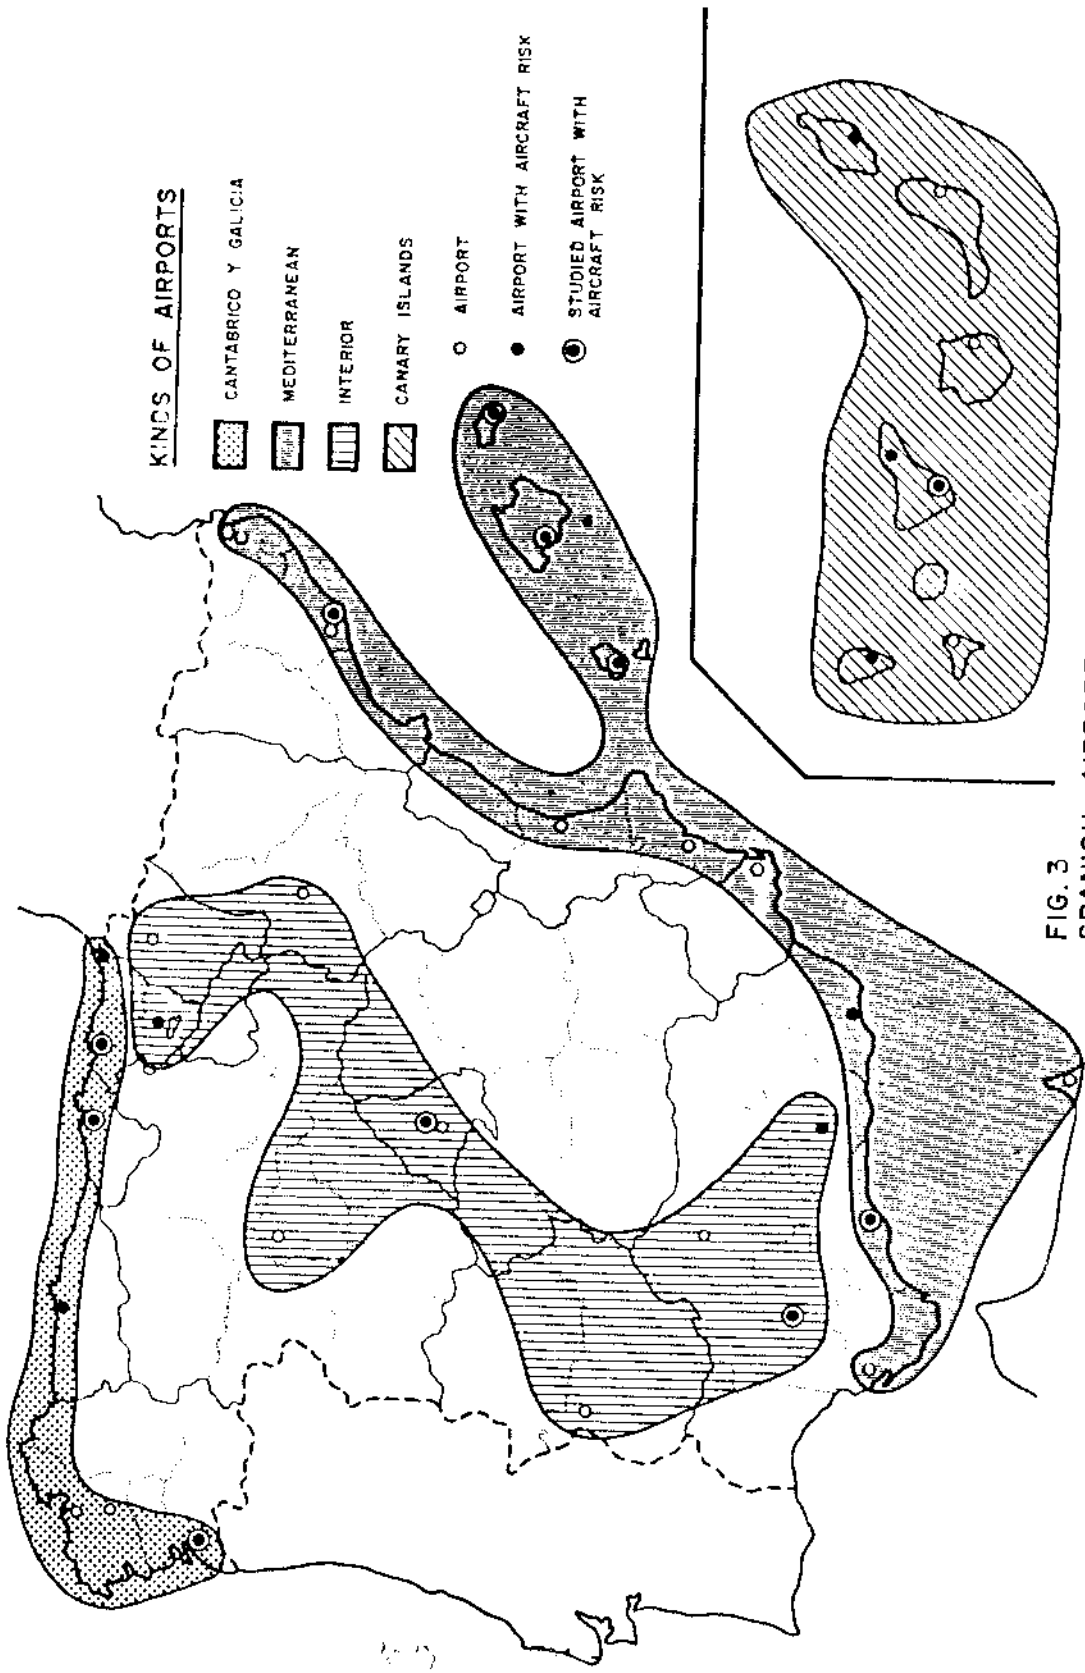 KINDS OF AIRPORTS
CANTABRICO Y GALICIA
MEDITERRANEAN
INTERIOR
CANARY ISLANDS
AIRPORT
AIRPORT WITH AIRCRAFT RISK
STUDIED AIRPORT WITH
AIRCRAFT RISK
FIG. 3